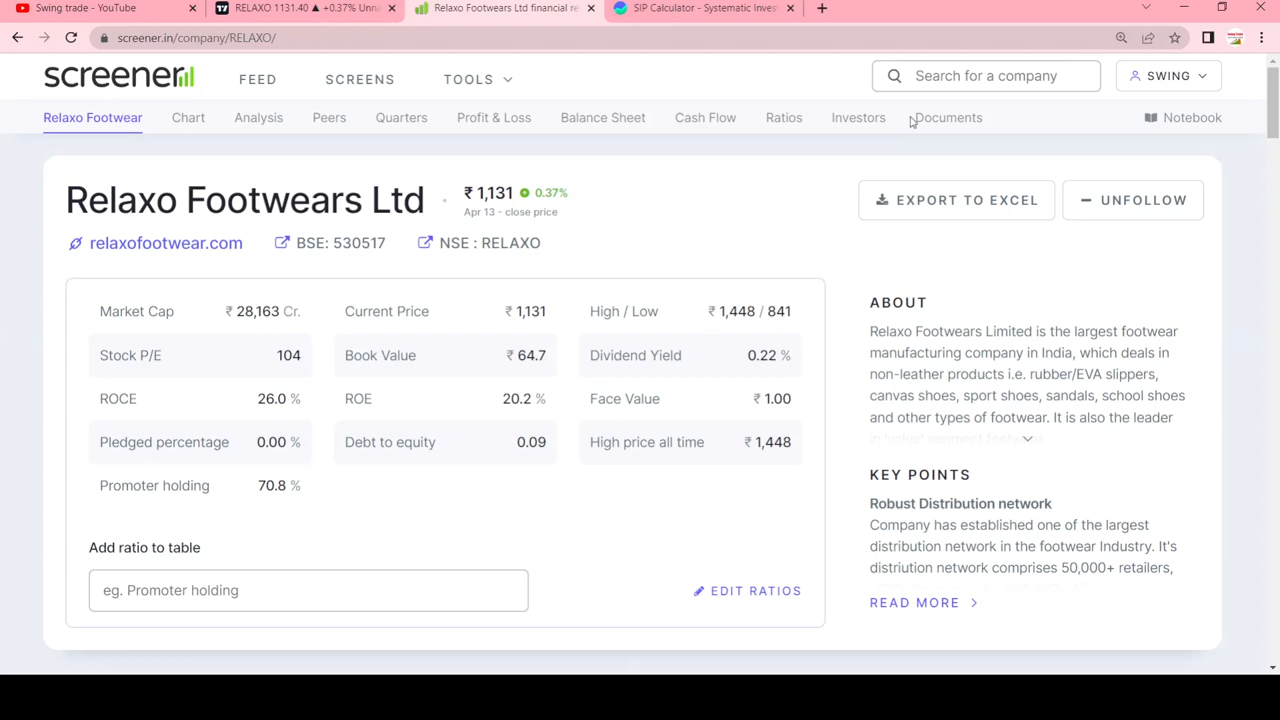 Swing trade - YouTube
RELAXO 1131.40 ▲ +0.37% Unna
Relaxo Footwears Ltd financial re
SIP Calculator - Systematic Invest
screener.in/company/RELAXO/
screener
FEED
SCREENS
TOOLS
Search for a company
SWING
Relaxo Footwear
Chart
Analysis
Peers
Quarters
Profit & Loss
Balance Sheet
Cash Flow
Ratios
Investors
Documents
Notebook
Relaxo Footwears Ltd
₹ 1,131 0.37%
Apr 13 - close price
EXPORT TO EXCEL
UNFOLLOW
relaxofootwear.com
BSE: 530517
NSE : RELAXO
Market Cap ₹ 28,163 Cr.
Current Price ₹ 1,131
High / Low ₹ 1,448 / 841
Stock P/E 104
Book Value ₹ 64.7
Dividend Yield 0.22 %
ROCE 26.0 %
ROE 20.2 %
Face Value ₹ 1.00
Pledged percentage 0.00 %
Debt to equity 0.09
High price all time ₹ 1,448
Promoter holding 70.8 %
Add ratio to table
eg. Promoter holding
EDIT RATIOS
ABOUT
Relaxo Footwears Limited is the largest footwear
manufacturing company in India, which deals in
non-leather products i.e. rubber/EVA slippers,
canvas shoes, sport shoes, sandals, school shoes
and other types of footwear. It is also the leader
in 'value' segment footwear.
KEY POINTS
Robust Distribution network
Company has established one of the largest
distribution network in the footwear Industry. It's
distriution network comprises 50,000+ retailers,
READ MORE